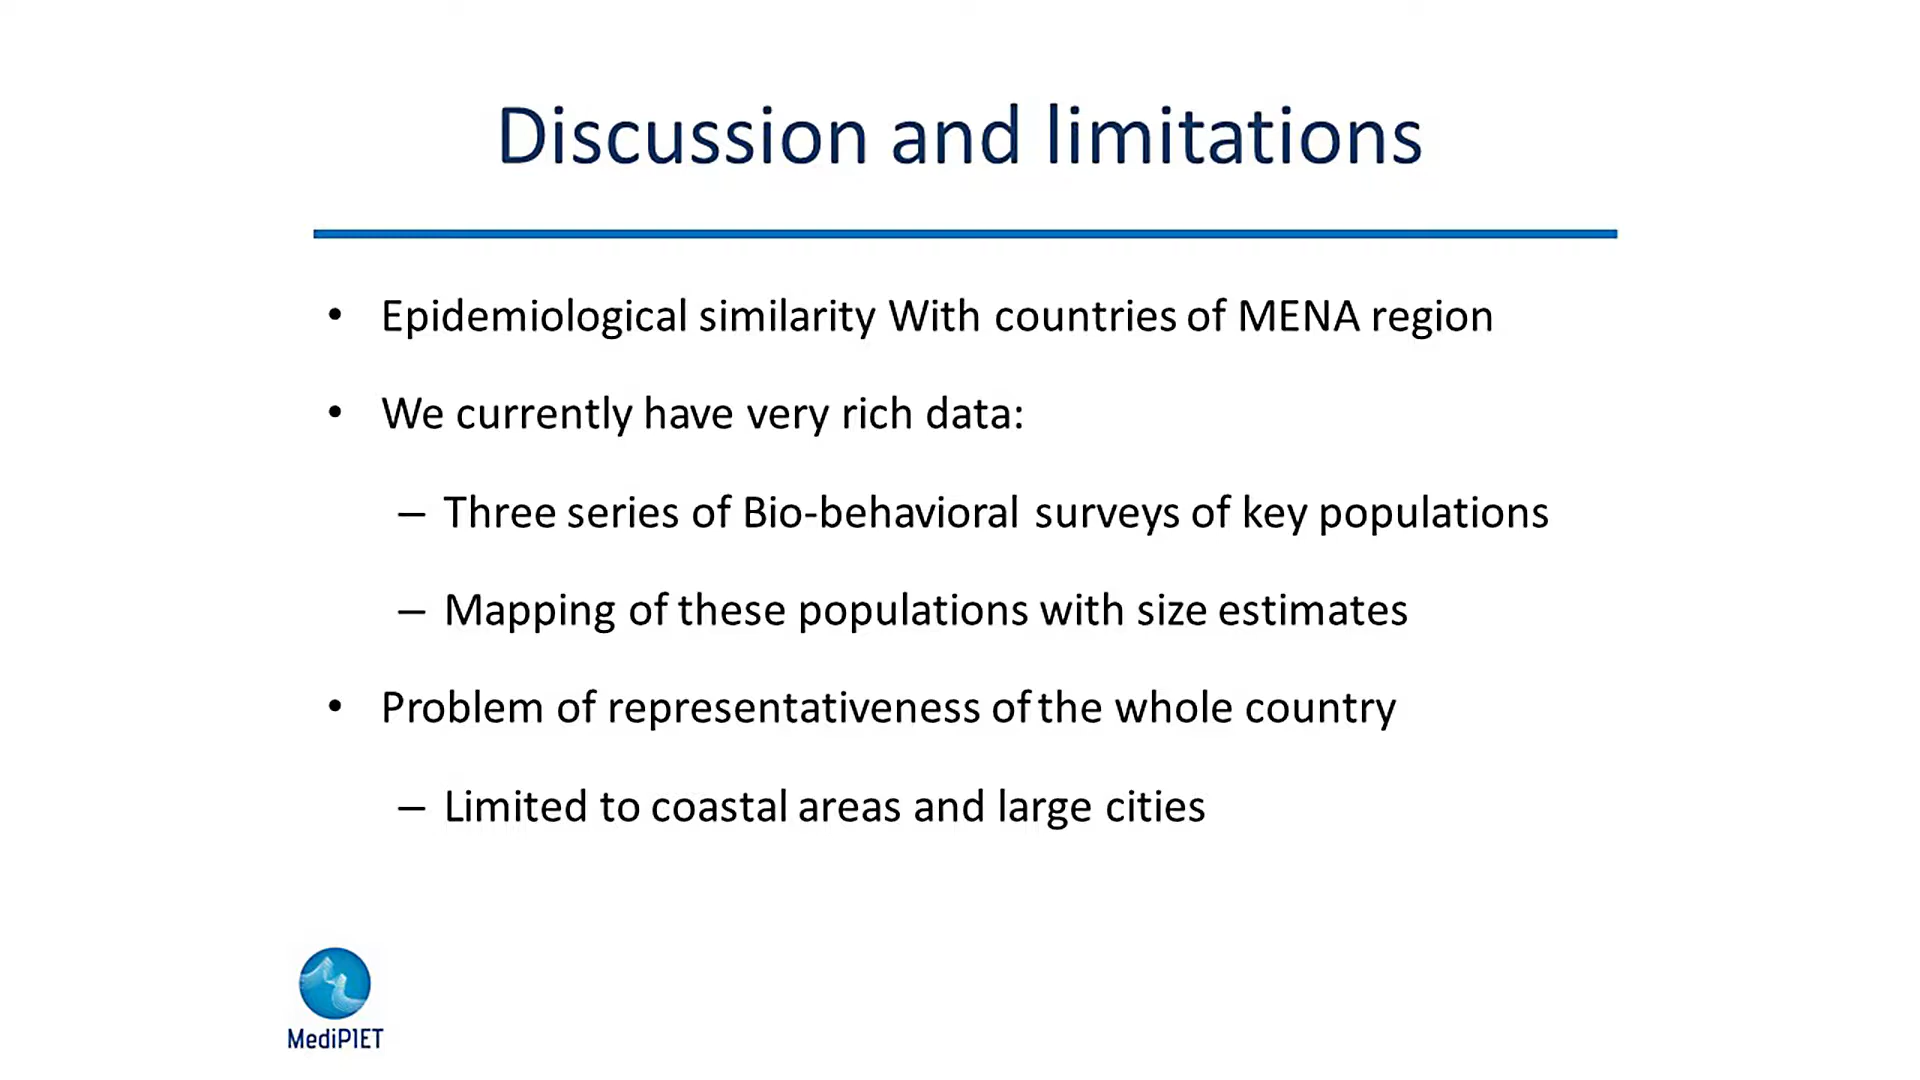 Discussion and limitations
• Epidemiological similarity With countries of MENA region
• We currently have very rich data:
– Three series of Bio-behavioral surveys of key populations
– Mapping of these populations with size estimates
• Problem of representativeness of the whole country
– Limited to coastal areas and large cities
MediPIET